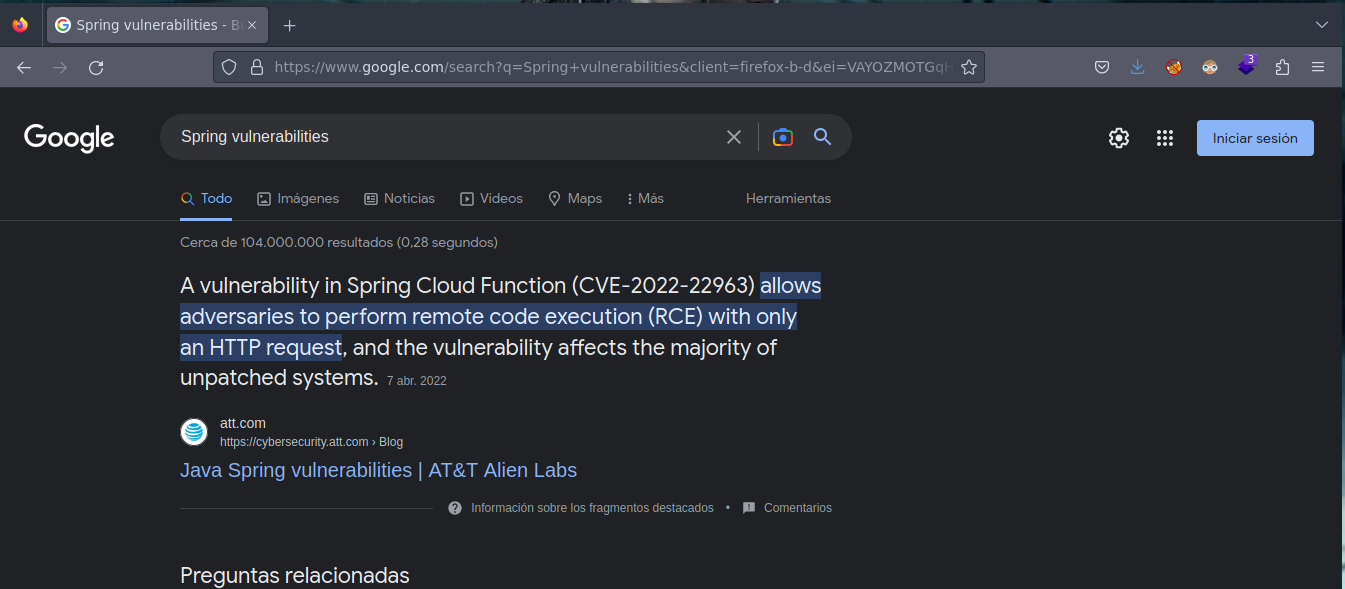 Spring vulnerabilities - B
https://www.google.com/search?q=Spring+vulnerabilities&client=firefox-b-d&ei=VAYOZMOTGqH
3
Google
Spring vulnerabilities
Iniciar sesión
Todo
Imágenes
Noticias
Vídeos
Maps
Más
Herramientas
Cerca de 104.000.000 resultados (0,28 segundos)
A vulnerability in Spring Cloud Function (CVE-2022-22963) allows
adversaries to perform remote code execution (RCE) with only
an HTTP request, and the vulnerability affects the majority of
unpatched systems. 7 abr. 2022
att.com
https://cybersecurity.att.com › Blog
Java Spring vulnerabilities | AT&T Alien Labs
Información sobre los fragmentos destacados • Comentarios
Preguntas relacionadas